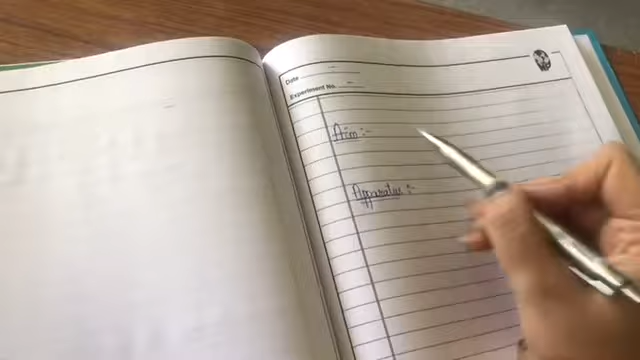 Date
Experiment No.
Aim :-
Apparatus :-